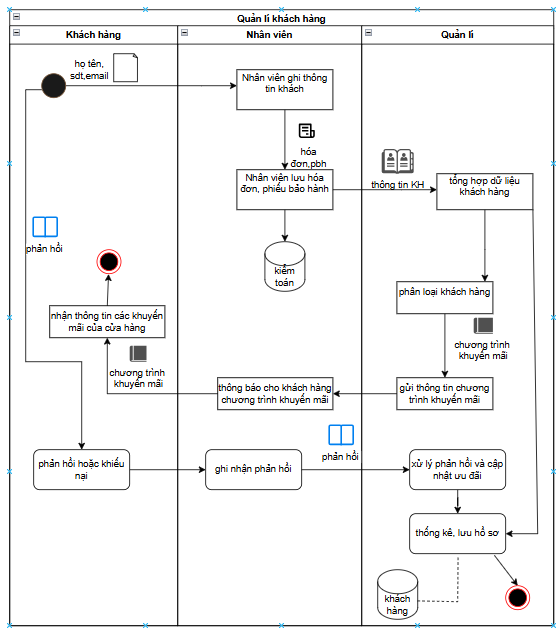 Quản lí khách hàng
Khách hàng
Nhân viên
Quản lí
họ tên,
sdt,email
Nhân viên ghi thông
tin khách
hóa
đơn,pbh
Nhân viên lưu hóa
đơn, phiếu bảo hành
thông tin KH
tổng hợp dữ liệu
khách hàng
phản hồi
kiểm
toán
phân loại khách hàng
nhận thông tin các khuyến
mãi của cửa hàng
chương trình
khuyến mãi
chương trình
khuyến mãi
thông báo cho khách hàng
chương trình khuyến mãi
gửi thông tin chương
trình khuyến mãi
phản hồi hoặc khiếu
nại
ghi nhận phản hồi
phản hồi
xử lý phản hồi và cập
nhật ưu đãi
thống kê, lưu hồ sơ
khách
hàng